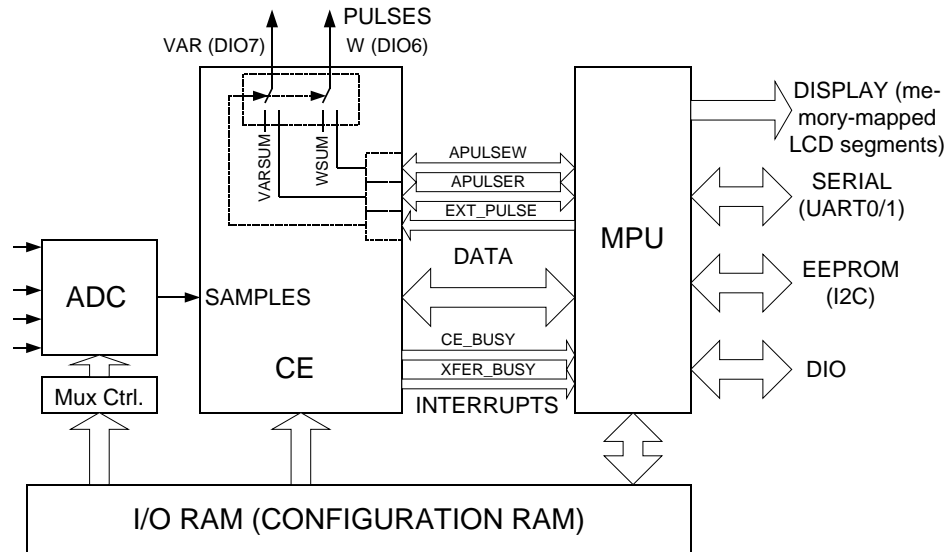 PULSES
VAR (DIO7)
W (DIO6)
VARSUM
WSUM
APULSEW
APULSER
EXT_PULSE
DATA
MPU
DISPLAY (me-
mory-mapped
LCD segments)
SERIAL
(UART0/1)
EEPROM
(I2C)
DIO
ADC
SAMPLES
CE
CE_BUSY
XFER_BUSY
INTERRUPTS
Mux Ctrl.
I/O RAM (CONFIGURATION RAM)